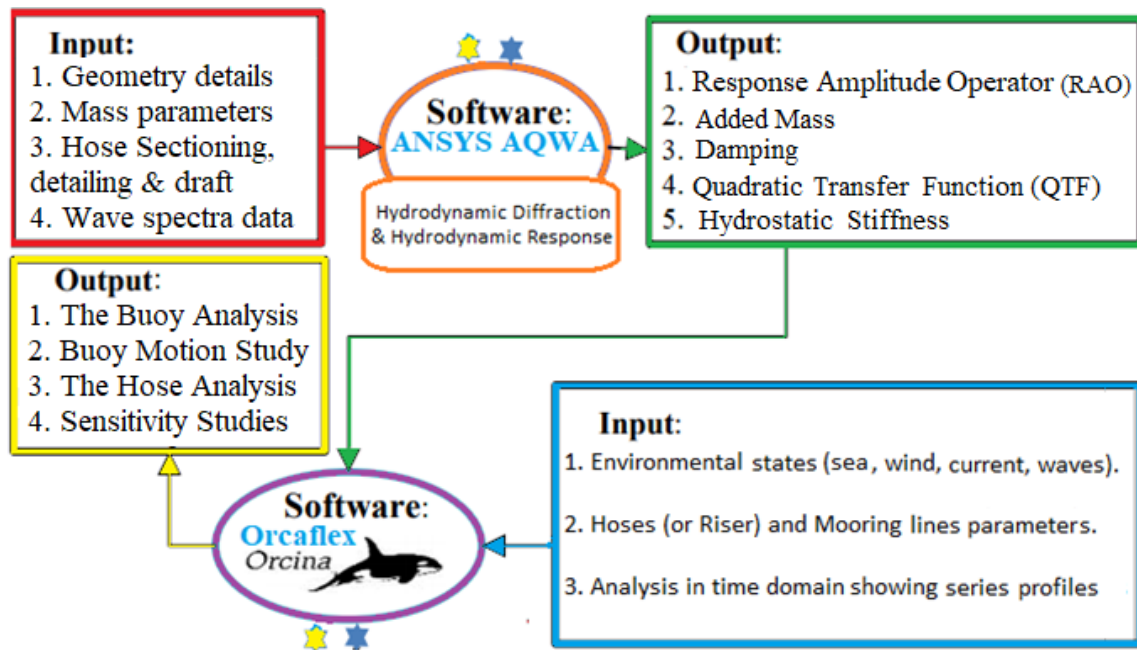 Input:
1. Geometry details
2. Mass parameters
3. Hose Sectioning,
detailing & draft
4. Wave spectra data
Software:
ANSYS AQWA
Hydrodynamic Diffraction
& Hydrodynamic Response
Output:
1. Response Amplitude Operator (RAO)
2. Added Mass
3. Damping
4. Quadratic Transfer Function (QTF)
5. Hydrostatic Stiffness
Output:
1. The Buoy Analysis
2. Buoy Motion Study
3. The Hose Analysis
4. Sensitivity Studies
Software:
Orcaflex
Orcina
Input:
1. Environmental states (sea, wind, current, waves).
2. Hoses (or Riser) and Mooring lines parameters.
3. Analysis in time domain showing series profiles